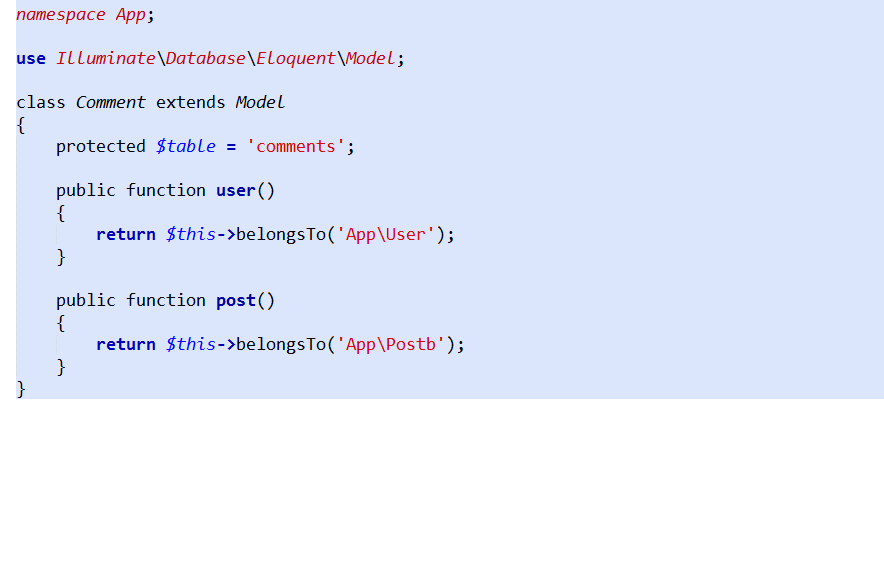 namespace App;
use Illuminate\Database\Eloquent\Model;
class Comment extends Model
{
protected $table = 'comments';
public function user()
{
return $this->belongsTo('App\User');
}
public function post()
{
return $this->belongsTo('App\Postb');
}
}